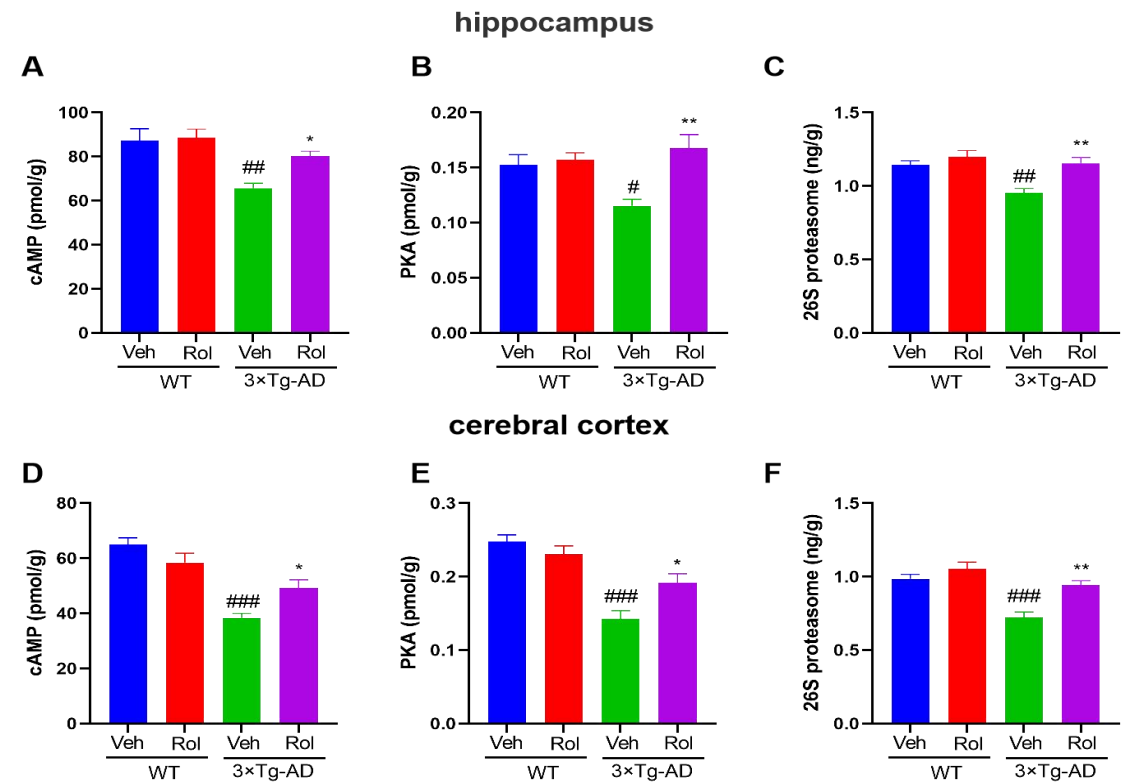 hippocampus
A
B
C
cAMP (pmol/g)
100
80
60
40
20
0
##
*
Veh Rol Veh Rol
WT 3×Tg-AD
PKA (pmol/g)
0.20
0.15
0.10
0.05
0.00
#
**
Veh Rol Veh Rol
WT 3×Tg-AD
26S proteasome (ng/g)
1.5
1.0
0.5
0.0
##
**
Veh Rol Veh Rol
WT 3×Tg-AD
cerebral cortex
D
E
F
cAMP (pmol/g)
80
60
40
20
0
###
*
Veh Rol Veh Rol
WT 3×Tg-AD
PKA (pmol/g)
0.3
0.2
0.1
0.0
###
*
Veh Rol Veh Rol
WT 3×Tg-AD
26S proteasome (ng/g)
1.5
1.0
0.5
0.0
###
**
Veh Rol Veh Rol
WT 3×Tg-AD